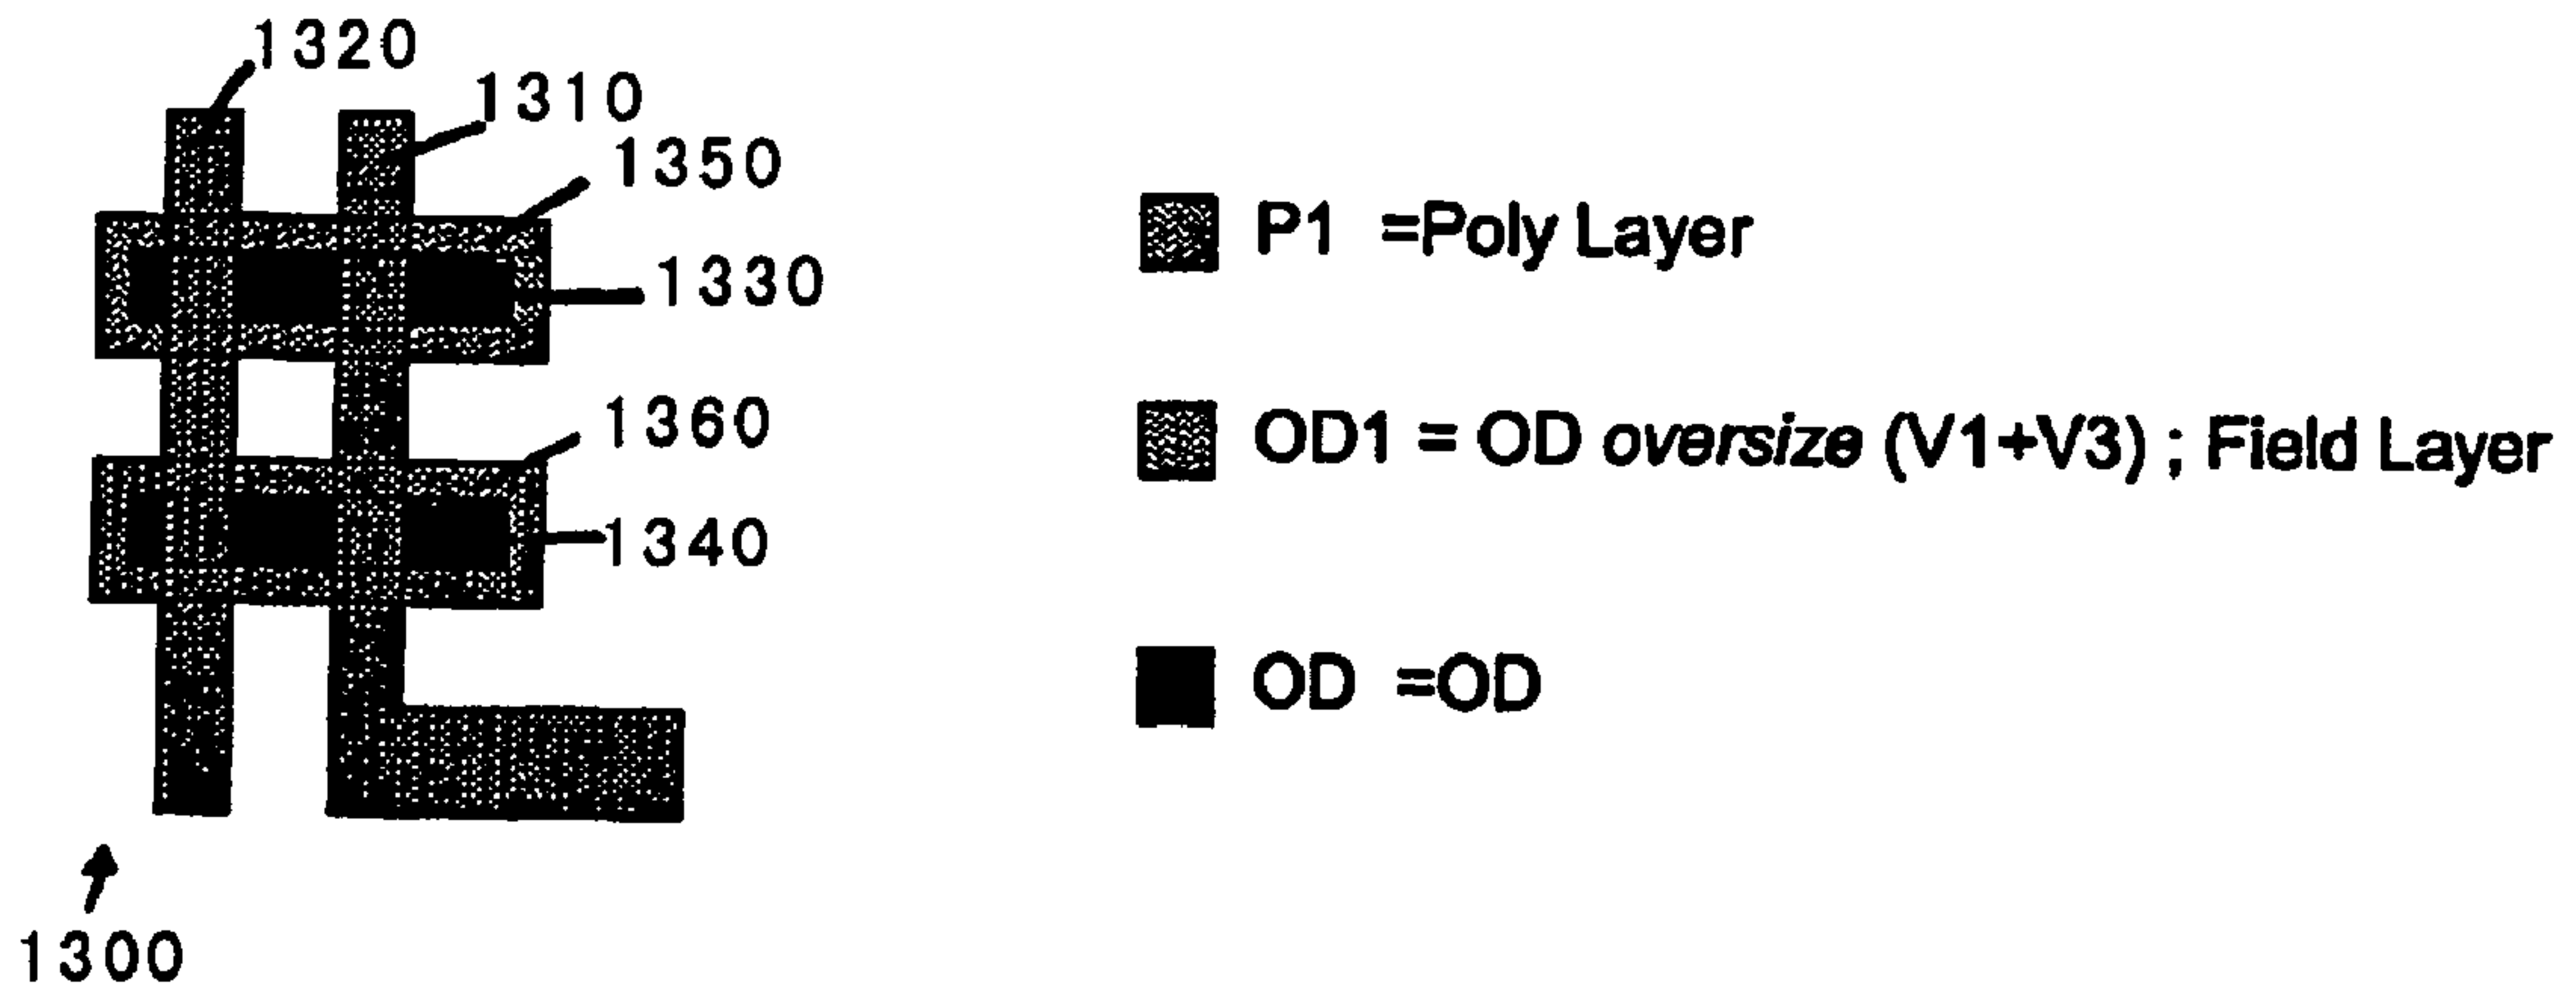 1320
1310
1350
1330
1360
1340
1300
P1 =Poly Layer
OD1 = OD oversize (V1+V3) ; Field Layer
OD =OD